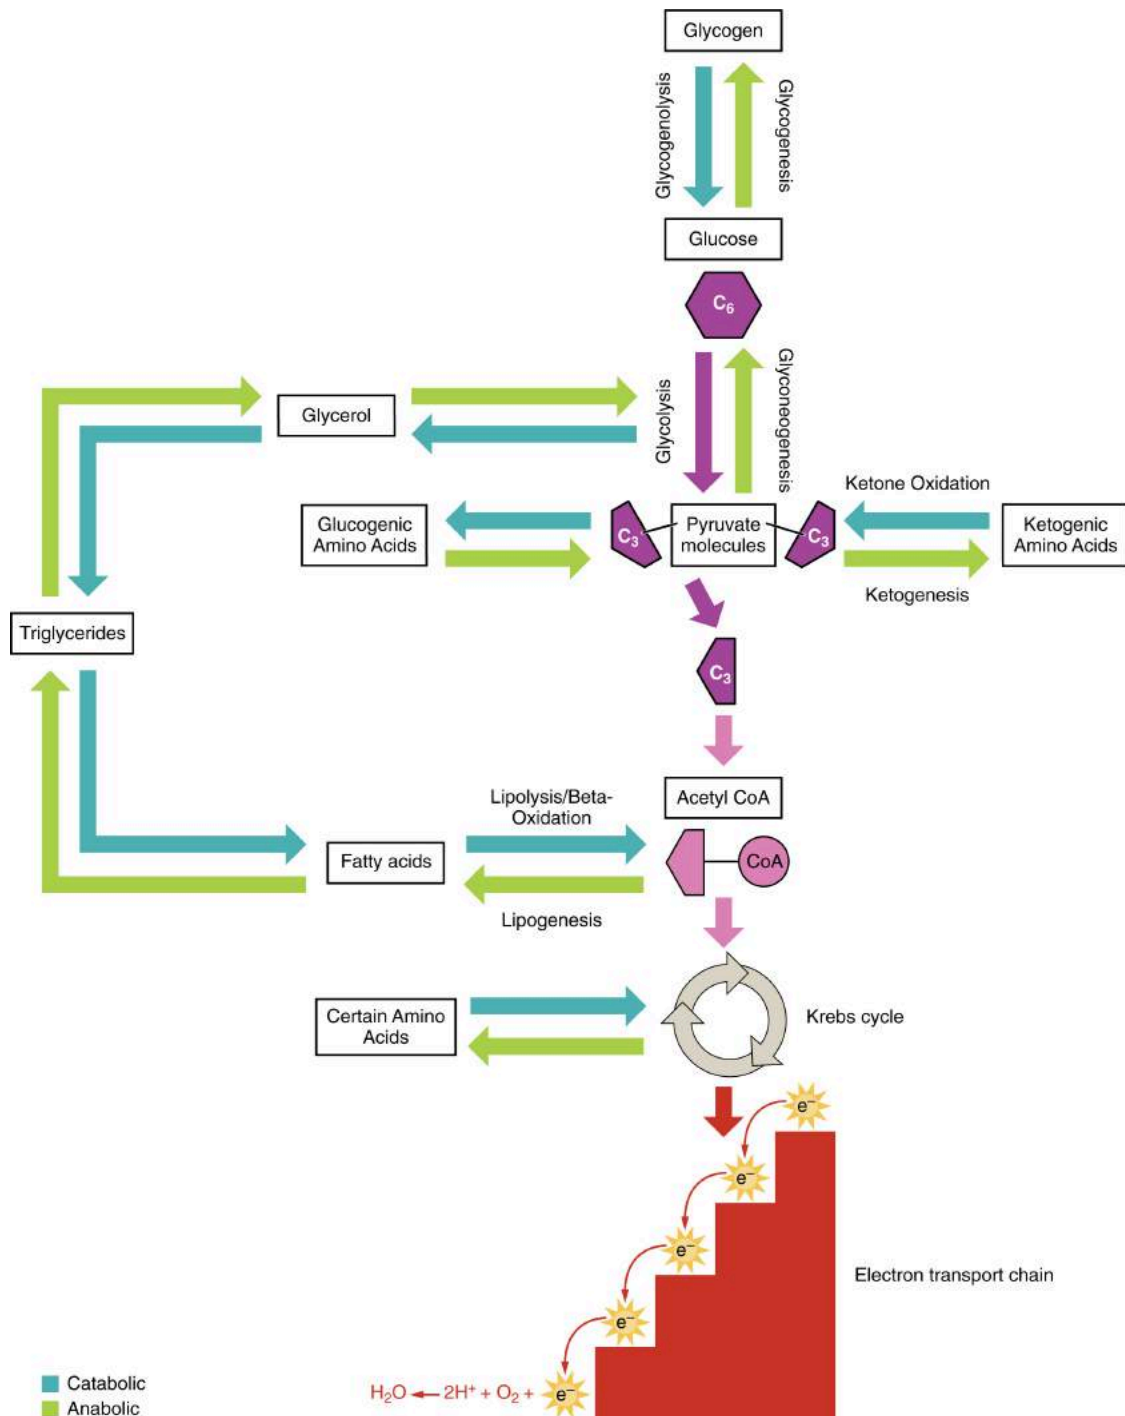 Glycogen
Glycogenolysis
Glycogenesis
Glucose
C₆
Glycolysis
Glyconeogenesis
Glycerol
Ketone Oxidation
Glucogenic
Amino Acids
C₃
Pyruvate
molecules
C₃
Ketogenic
Amino Acids
Ketogenesis
Triglycerides
C₃
Acetyl CoA
Lipolysis/Beta-
Oxidation
Fatty acids
CoA
Lipogenesis
Certain Amino
Acids
Krebs cycle
e⁻
e⁻
e⁻
Electron transport chain
e⁻
H₂O ← 2H⁺ + O₂ + e⁻
Catabolic
Anabolic